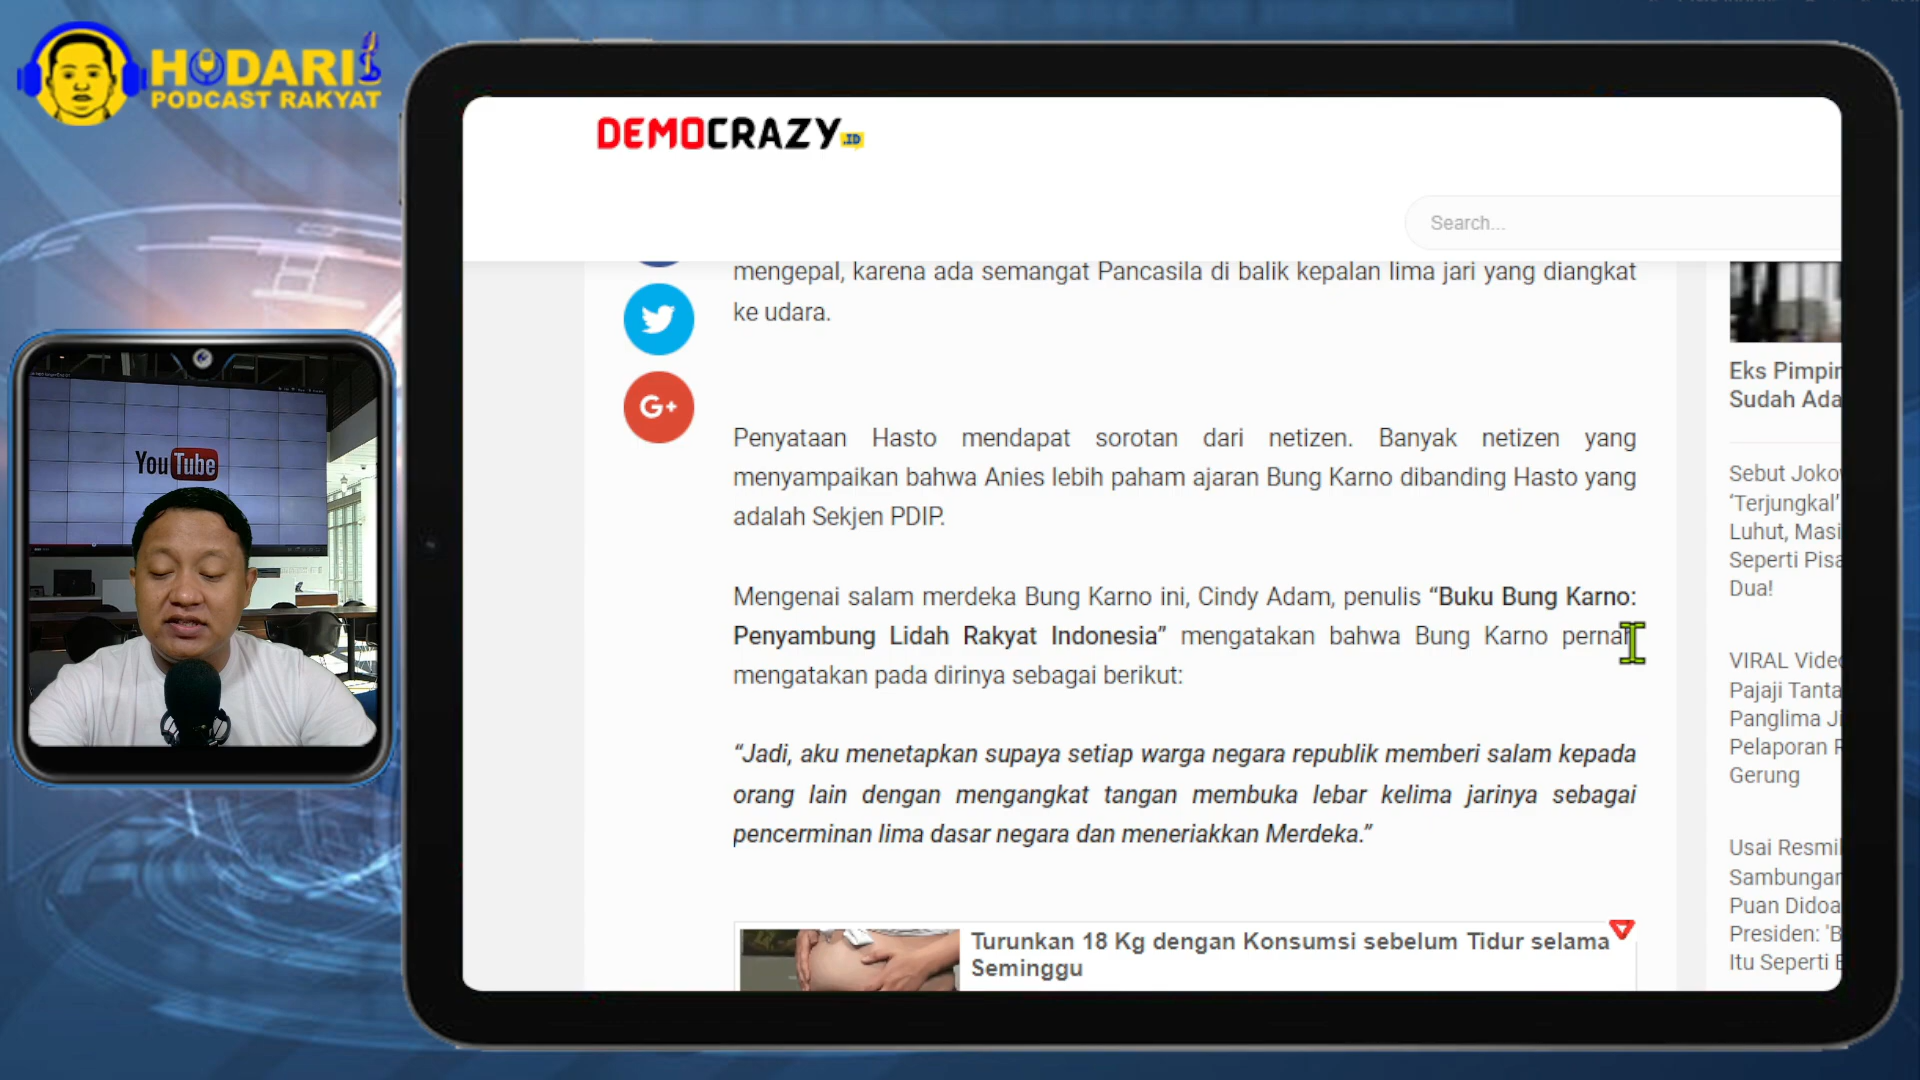 HODARI
PODCAST RAKYAT
YouTube
DEMOCRAZY.ID
Search...
mengepal, karena ada semangat Pancasila di balik kepalan lima jari yang diangkat
ke udara.
G+
Penyataan Hasto mendapat sorotan dari netizen. Banyak netizen yang
menyampaikan bahwa Anies lebih paham ajaran Bung Karno dibanding Hasto yang
adalah Sekjen PDIP.
Mengenai salam merdeka Bung Karno ini, Cindy Adam, penulis “Buku Bung Karno:
Penyambung Lidah Rakyat Indonesia” mengatakan bahwa Bung Karno pernah
mengatakan pada dirinya sebagai berikut:
“Jadi, aku menetapkan supaya setiap warga negara republik memberi salam kepada
orang lain dengan mengangkat tangan membuka lebar kelima jarinya sebagai
pencerminan lima dasar negara dan meneriakkan Merdeka.”
Turunkan 18 Kg dengan Konsumsi sebelum Tidur selama
Seminggu
Eks Pimpin
Sudah Ada
Sebut Joko
‘Terjungkal’
Luhut, Masi
Seperti Pisa
Dua!
VIRAL Vide
Pajaji Tanta
Panglima Ji
Pelaporan
Gerung
Usai Resmi
Sambungan
Puan Didoa
Presiden: 'B
Itu Seperti